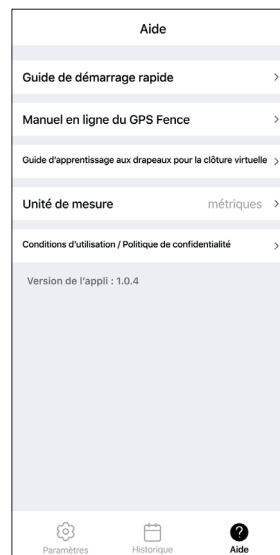 Aide
Guide de démarrage rapide
Manuel en ligne du GPS Fence
Guide d'apprentissage aux drapeaux pour la clôture virtuelle
Unité de mesure métriques
Conditions d'utilisation / Politique de confidentialité
Version de l'appli : 1.0.4
Paramètres Historique Aide